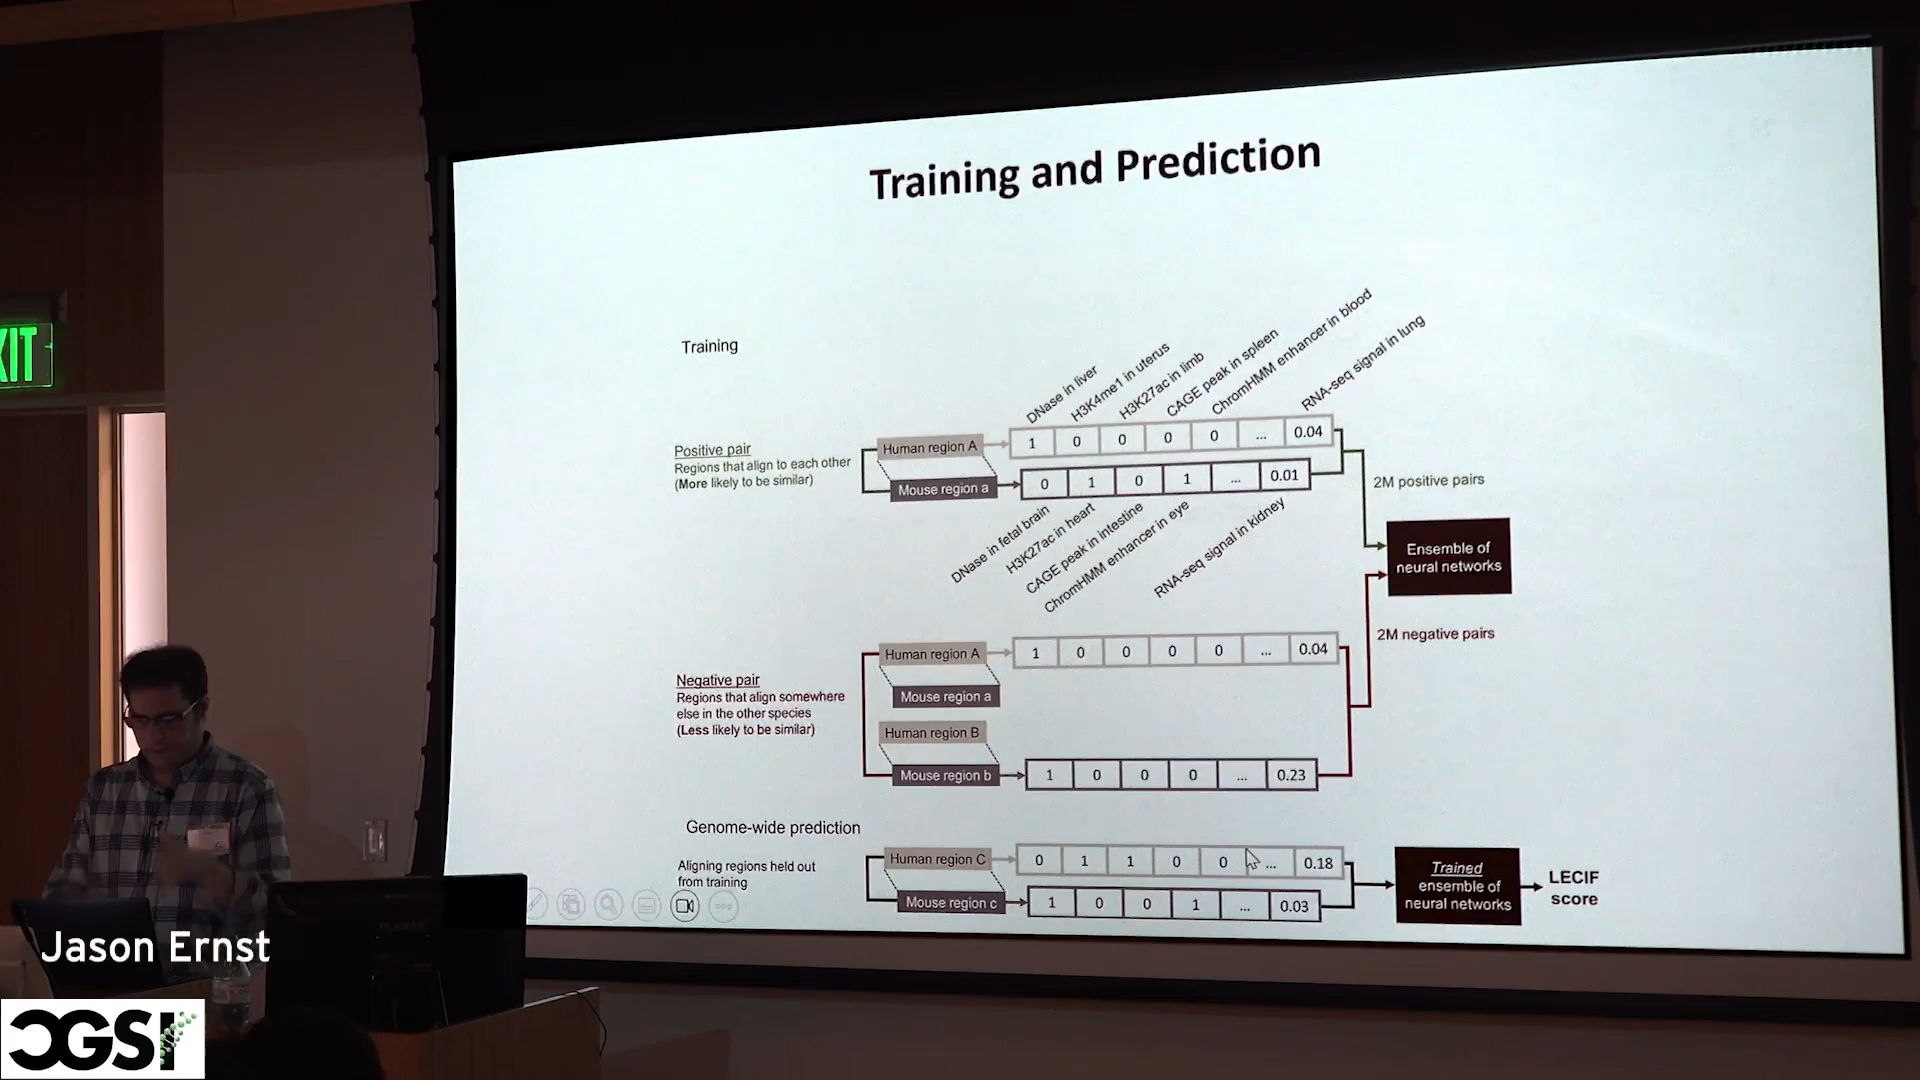 Training and Prediction
Training
DNase in liver
H3K4me1 in uterus
H3K27ac in limb
CAGE peak in spleen
ChromHMM enhancer in blood
RNA-seq signal in lung
Positive pair
Regions that align to each other
(More likely to be similar)
Human region A
1 0 0 0 0 ... 0.04
Mouse region a
0 1 0 1 ... 0.01
2M positive pairs
DNase in fetal brain
H3K27ac in heart
CAGE peak in intestine
ChromHMM enhancer in eye
RNA-seq signal in kidney
Ensemble of
neural networks
2M negative pairs
Negative pair
Regions that align somewhere
else in the other species
(Less likely to be similar)
Human region A
1 0 0 0 0 ... 0.04
Mouse region a
Human region B
Mouse region b
1 0 0 0 ... 0.23
Genome-wide prediction
Aligning regions held out
from training
Human region C
0 1 1 0 0 ... 0.18
Mouse region c
1 0 0 1 ... 0.03
Trained
ensemble of
neural networks
LECIF
score
XIT
Jason Ernst
CGSI